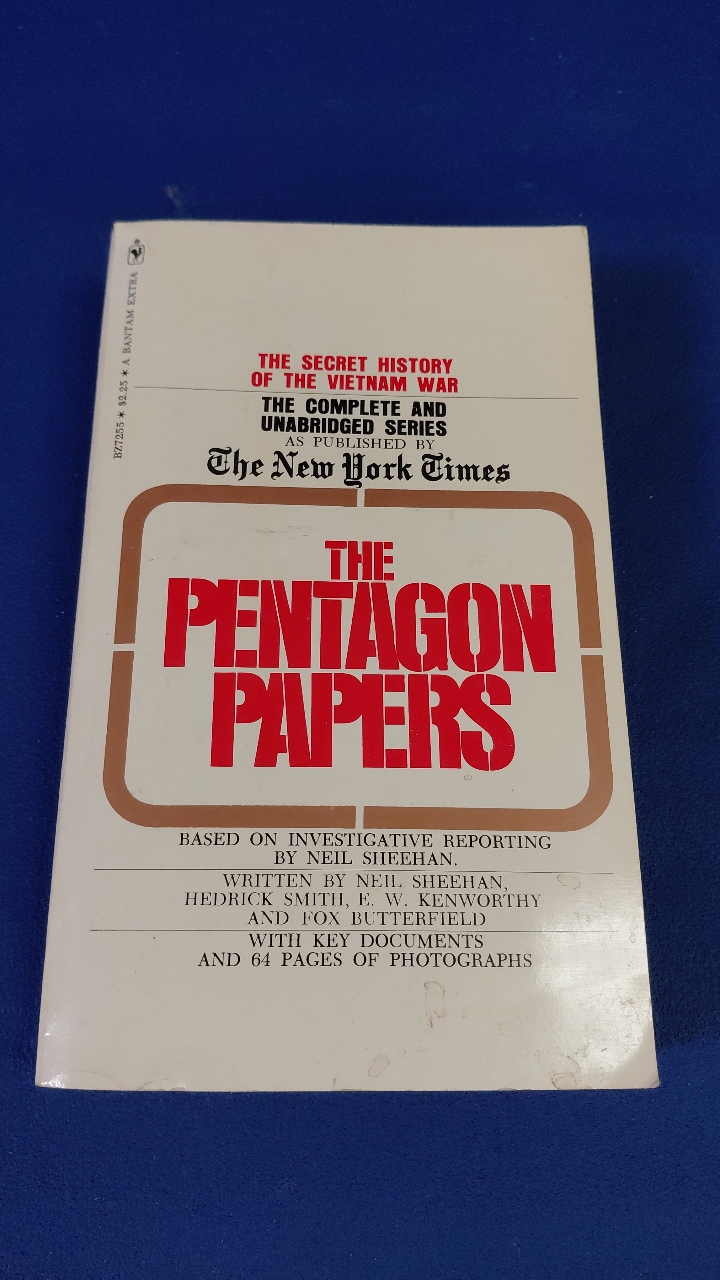 BZ7255 * $2.25 * A BANTAM EXTRA
THE SECRET HISTORY
OF THE VIETNAM WAR
THE COMPLETE AND
UNABRIDGED SERIES
AS PUBLISHED BY
The New York Times
THE
PENTAGON
PAPERS
BASED ON INVESTIGATIVE REPORTING
BY NEIL SHEEHAN.
WRITTEN BY NEIL SHEEHAN,
HEDRICK SMITH, E. W. KENWORTHY
AND FOX BUTTERFIELD
WITH KEY DOCUMENTS
AND 64 PAGES OF PHOTOGRAPHS